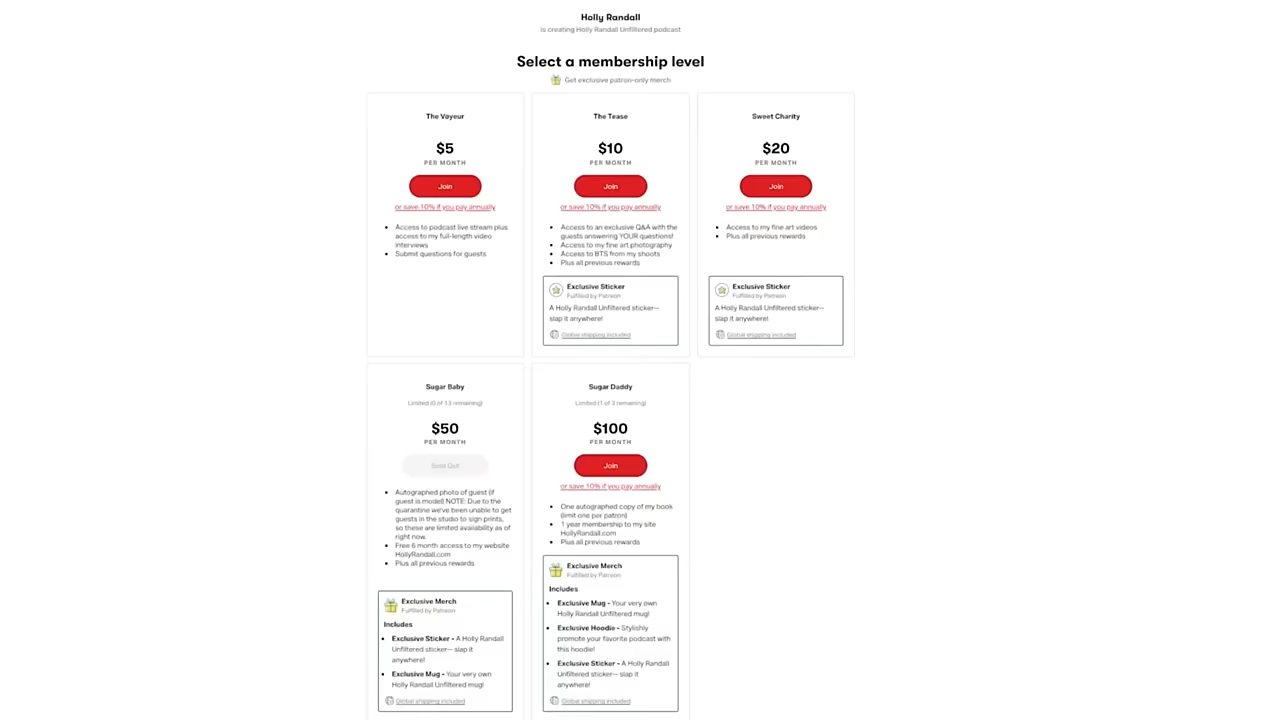 Holly Randall
is creating Holly Randall Unfiltered podcast
Select a membership level
Get exclusive patron-only merch
The Voyeur
$5
PER MONTH
Join
or save 10% if you pay annually
Access to podcast live stream plus
access to my full-length video
interviews
Submit questions for guests
The Tease
$10
PER MONTH
Join
or save 10% if you pay annually
Access to an exclusive Q&A with the
guests answering YOUR questions!
Access to my fine art photography
Access to BTS from my shoots
Plus all previous rewards
Exclusive Sticker
Fulfilled by Patreon
A Holly Randall Unfiltered sticker--
slap it anywhere!
Global shipping included
Sweet Charity
$20
PER MONTH
Join
or save 10% if you pay annually
Access to my fine art videos
Plus all previous rewards
Exclusive Sticker
Fulfilled by Patreon
A Holly Randall Unfiltered sticker--
slap it anywhere!
Global shipping included
Sugar Baby
Limited (0 of 13 remaining)
$50
PER MONTH
Sold Out
Autographed photo of guest (if
guest is model) NOTE: Due to the
quarantine we've been unable to get
guests in the studio to sign prints,
so these are limited availability as of
right now.
Free 6 month access to my website
HollyRandall.com
Plus all previous rewards
Exclusive Merch
Fulfilled by Patreon
Includes
Exclusive Sticker - A Holly Randall
Unfiltered sticker-- slap it
anywhere!
Exclusive Mug - Your very own
Holly Randall Unfiltered mug!
Global shipping included
Sugar Daddy
Limited (1 of 3 remaining)
$100
PER MONTH
Join
or save 10% if you pay annually
One autographed copy of my book
(limit one per patron)
1 year membership to my site
HollyRandall.com
Plus all previous rewards
Exclusive Merch
Fulfilled by Patreon
Includes
Exclusive Mug - Your very own
Holly Randall Unfiltered mug!
Exclusive Hoodie - Stylishly
promote your favorite podcast with
this hoodie!
Exclusive Sticker - A Holly Randall
Unfiltered sticker-- slap it
anywhere!
Global shipping included